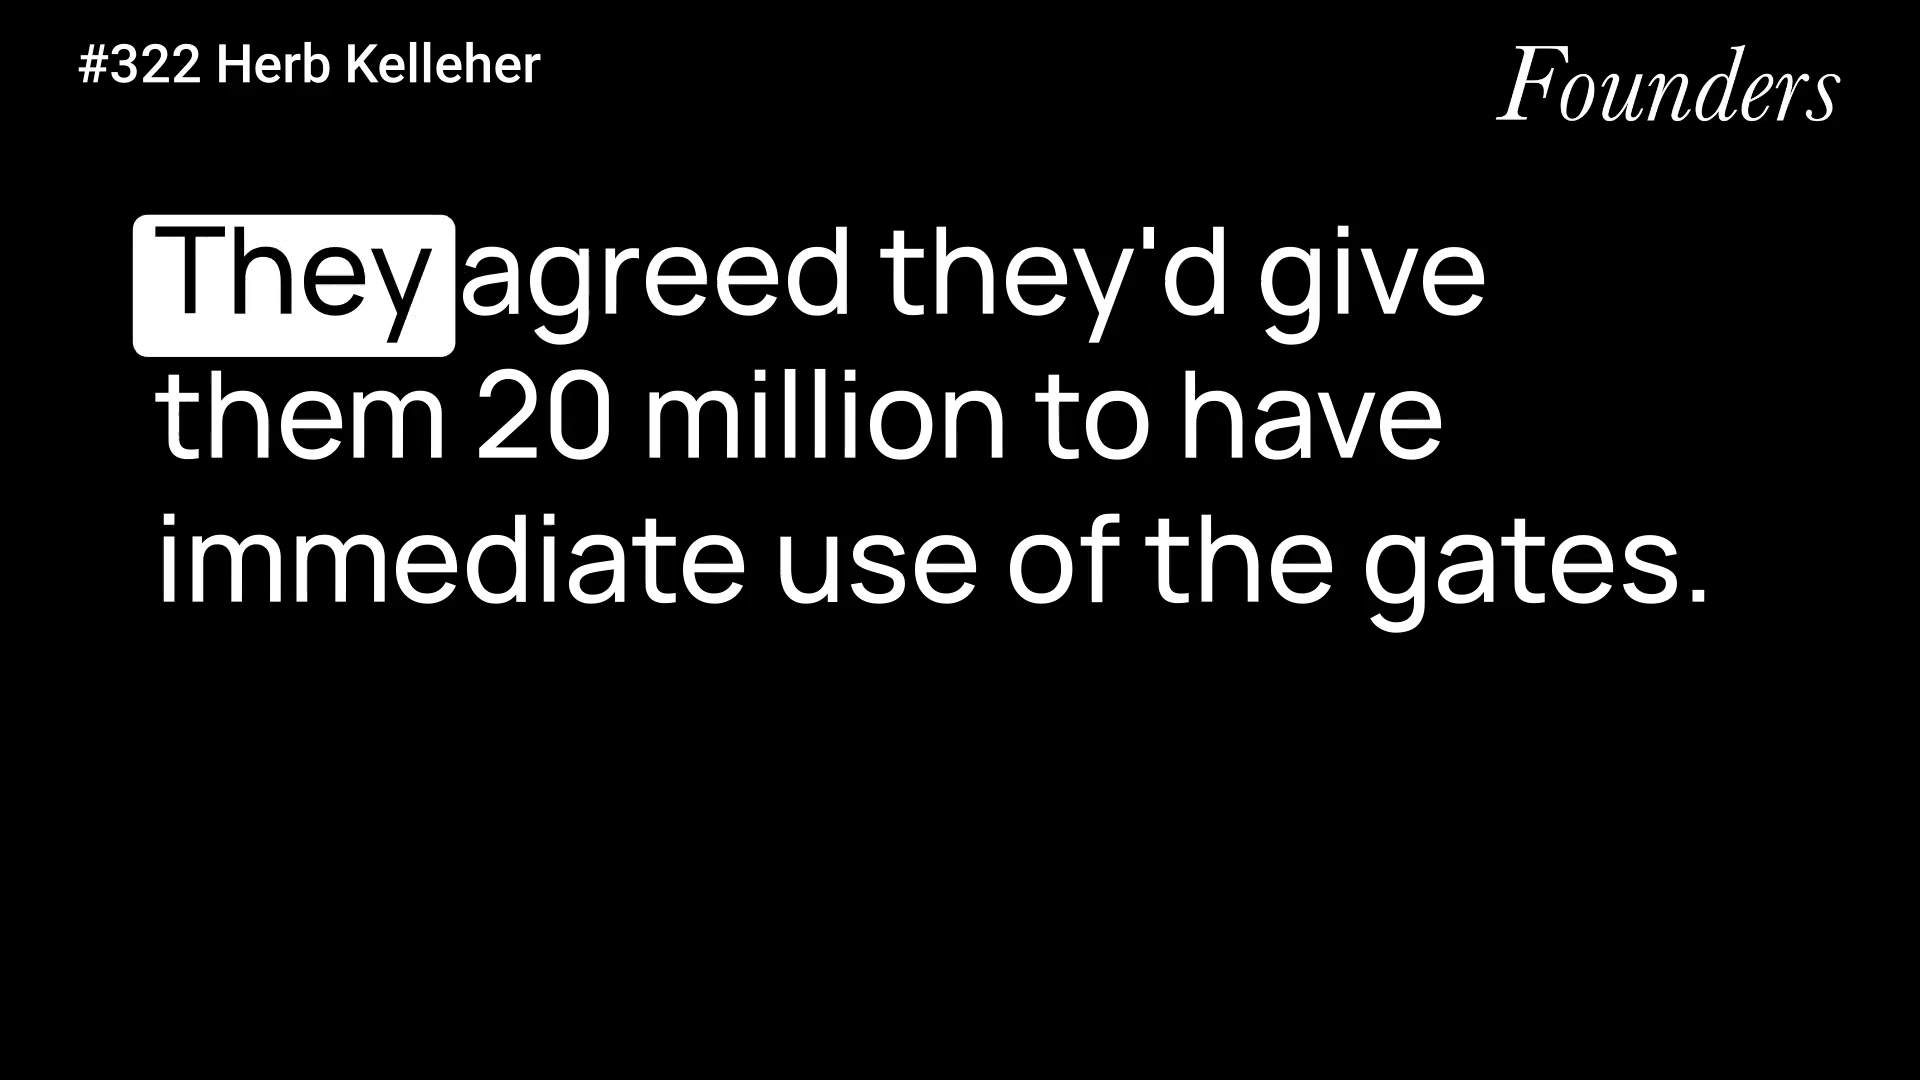 #322 Herb Kelleher
Founders
They agreed they'd give
them 20 million to have
immediate use of the gates.